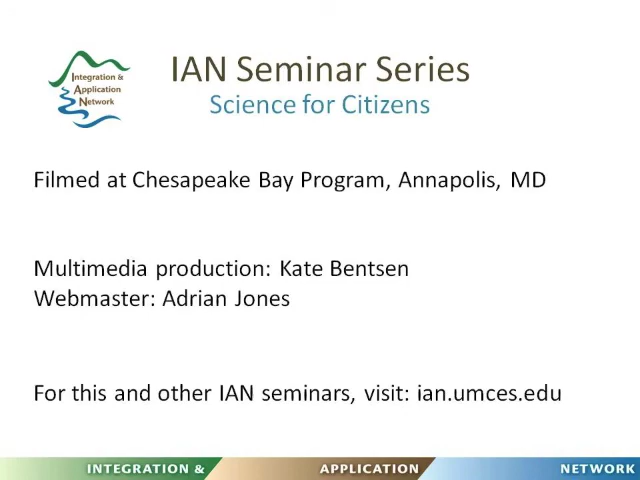 Integration &
Application
Network
IAN Seminar Series
Science for Citizens
Filmed at Chesapeake Bay Program, Annapolis, MD
Multimedia production: Kate Bentsen
Webmaster: Adrian Jones
For this and other IAN seminars, visit: ian.umces.edu
INTEGRATION & APPLICATION NETWORK